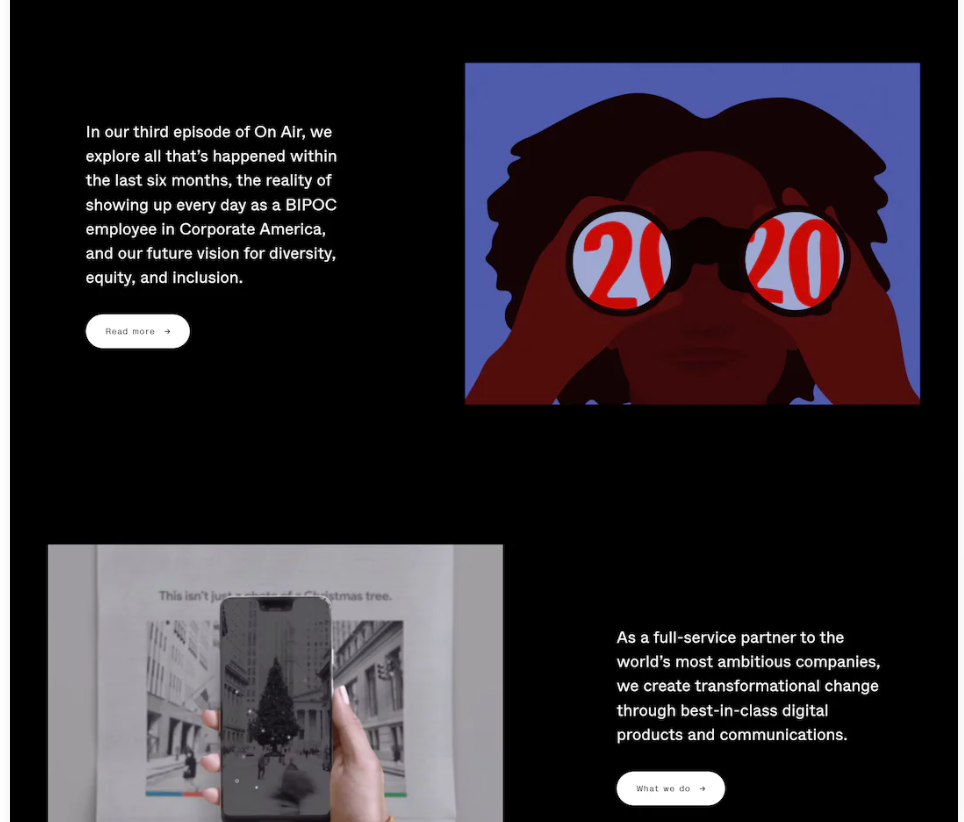 In our third episode of On Air, we
explore all that's happened within
the last six months, the reality of
showing up every day as a BIPOC
employee in Corporate America,
and our future vision for diversity,
equity, and inclusion.
Read more →
20 20
This isn't just a photo of a Christmas tree.
As a full-service partner to the
world's most ambitious companies,
we create transformational change
through best-in-class digital
products and communications.
What we do →